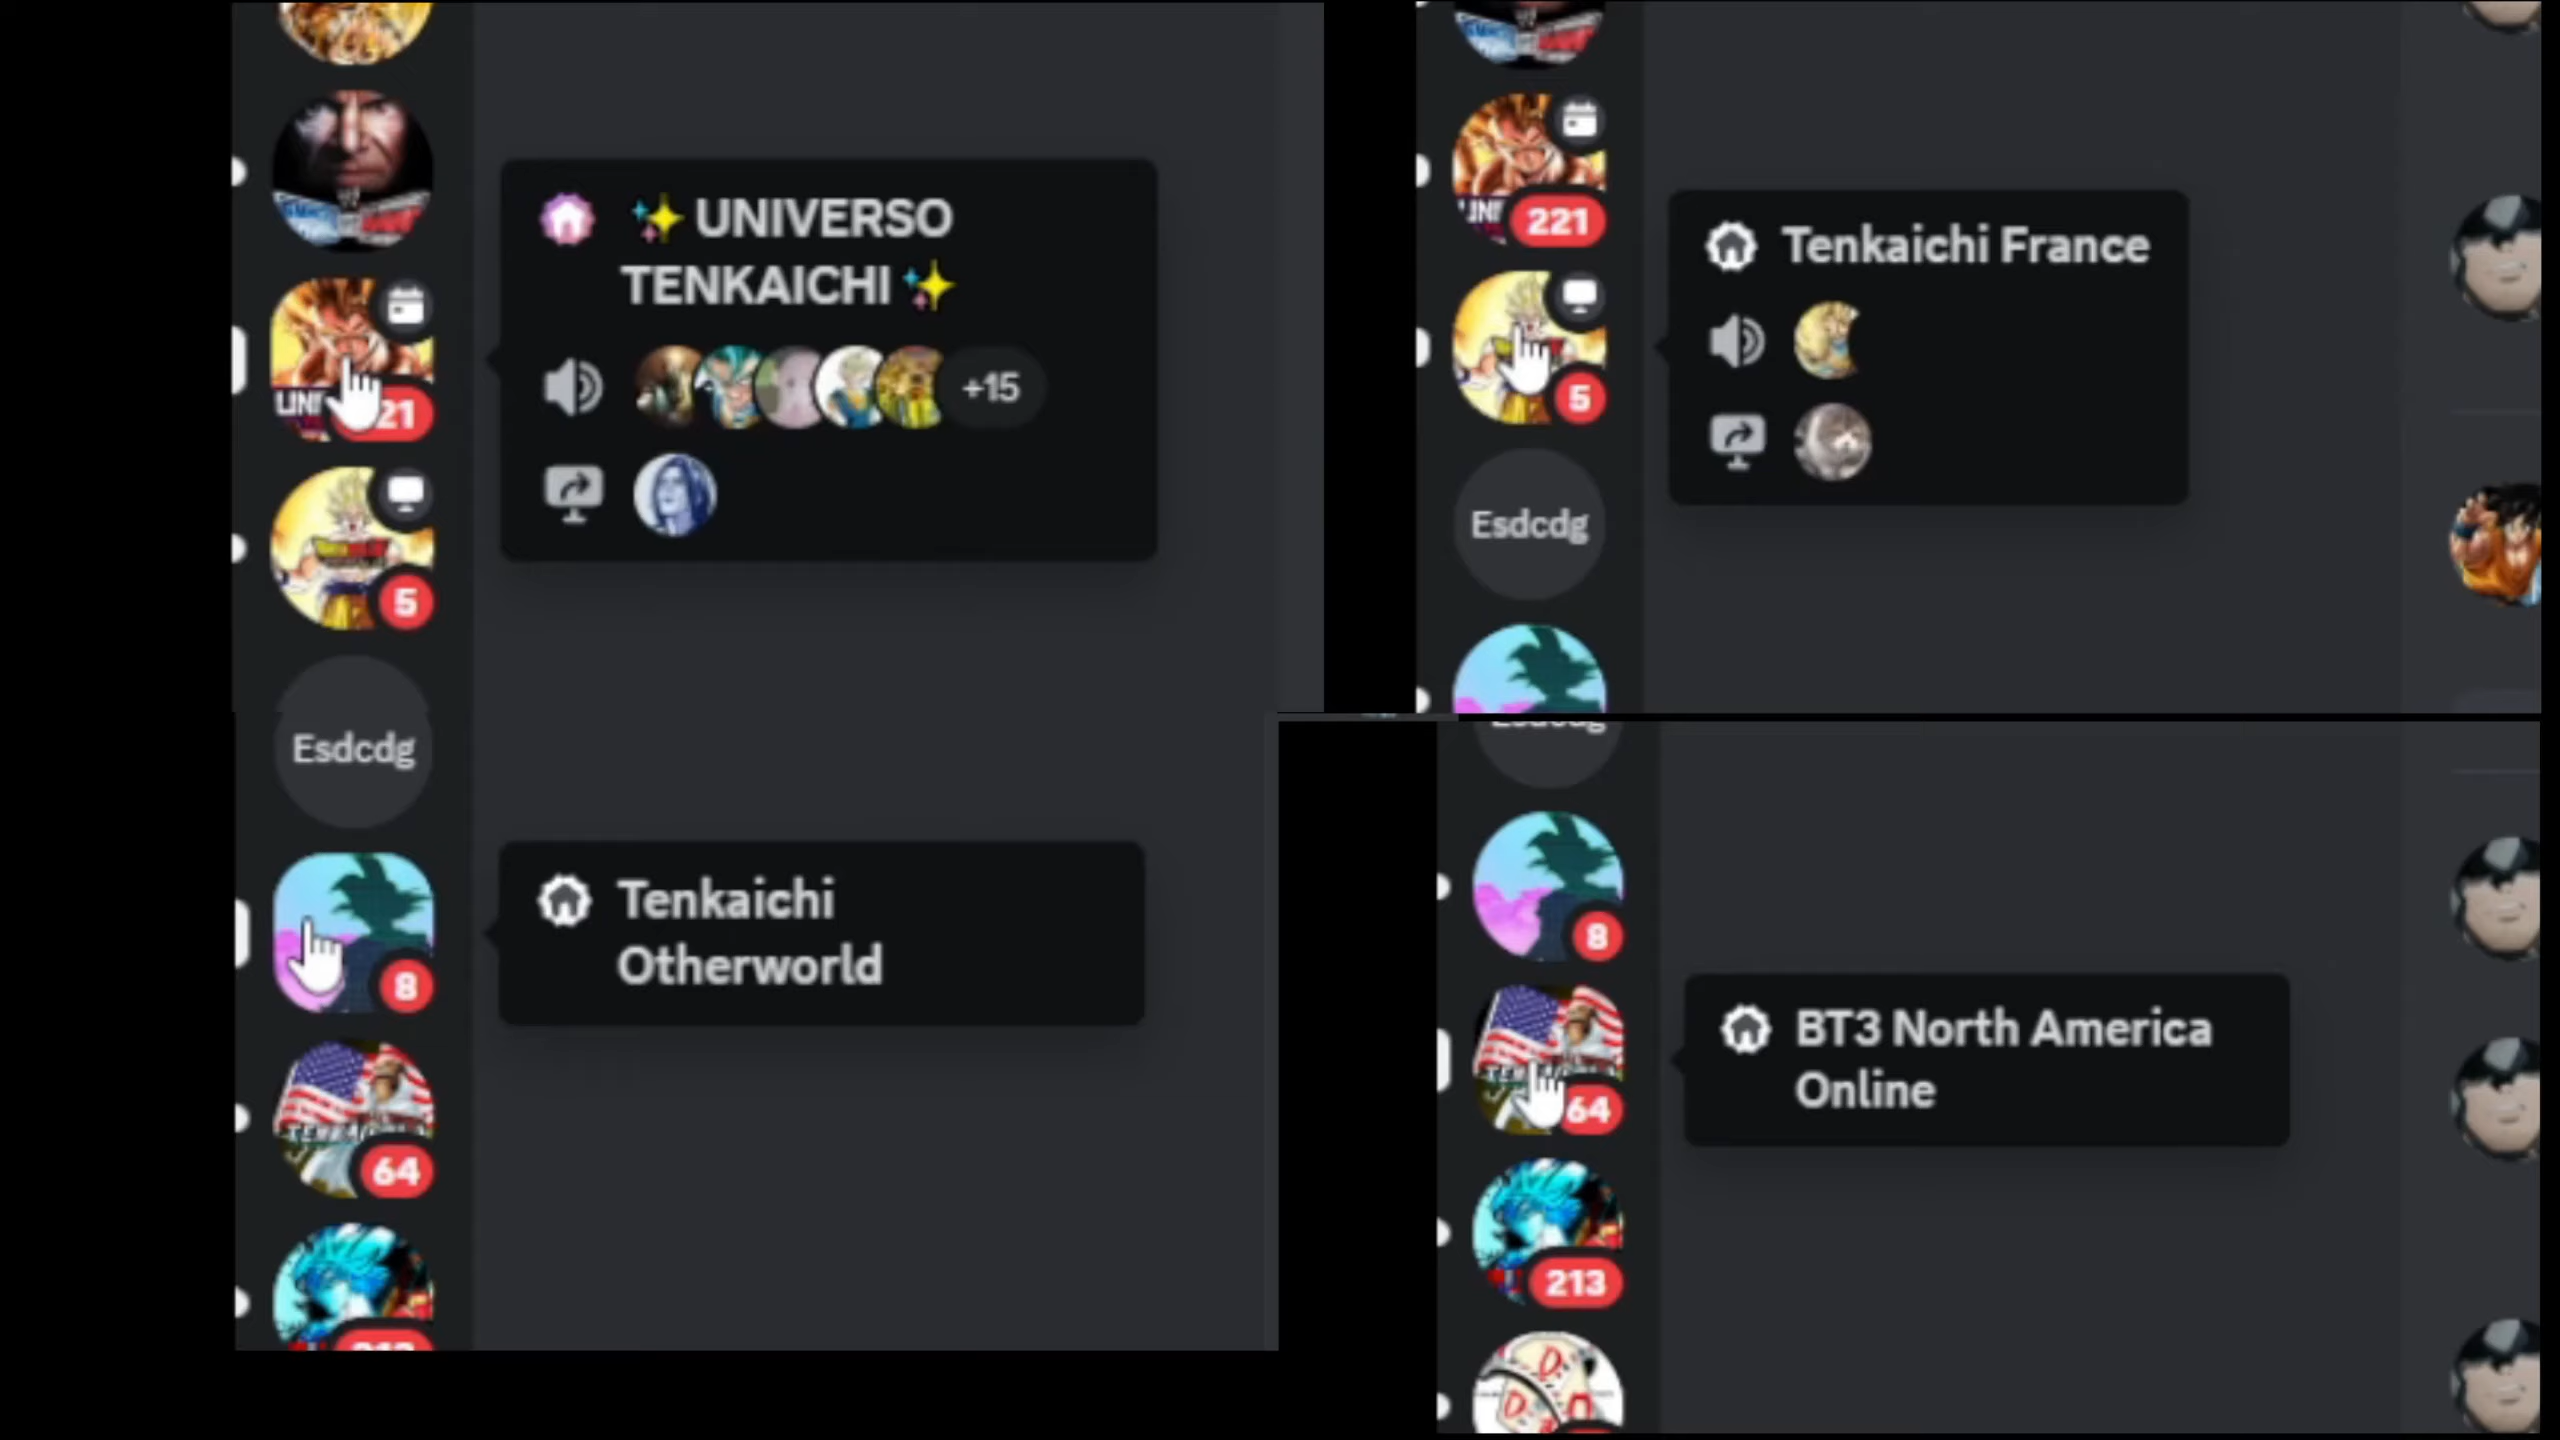 ✨ UNIVERSO
TENKAICHI ✨
+15
21
5
Esdcdg
Tenkaichi France
221
5
Esdcdg
Tenkaichi
Otherworld
8
64
213
BT3 North America
Online
8
64
213